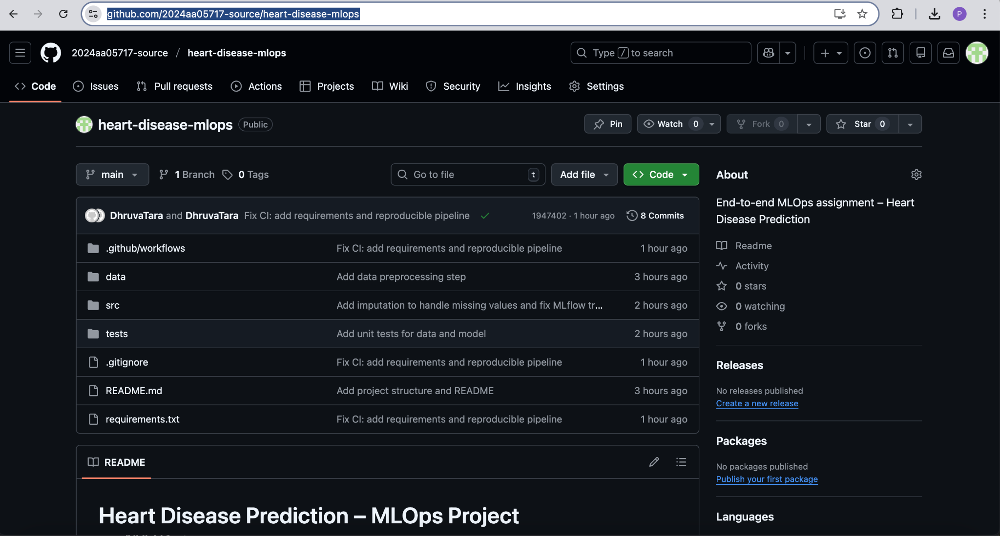 github.com/2024aa05717-source/heart-disease-mlops
P
2024aa05717-source / heart-disease-mlops
Type / to search
Code Issues Pull requests Actions Projects Wiki Security Insights Settings
heart-disease-mlops Public
Pin Watch 0 Fork 0 Star 0
main 1 Branch 0 Tags
Go to file t Add file Code
DhruvaTara and DhruvaTara Fix CI: add requirements and reproducible pipeline 1947402 · 1 hour ago 8 Commits
.github/workflows Fix CI: add requirements and reproducible pipeline 1 hour ago
data Add data preprocessing step 3 hours ago
src Add imputation to handle missing values and fix MLflow tr... 2 hours ago
tests Add unit tests for data and model 2 hours ago
.gitignore Fix CI: add requirements and reproducible pipeline 1 hour ago
README.md Add project structure and README 3 hours ago
requirements.txt Fix CI: add requirements and reproducible pipeline 1 hour ago
README
Heart Disease Prediction – MLOps Project
About
End-to-end MLOps assignment – Heart
Disease Prediction
Readme
Activity
0 stars
0 watching
0 forks
Releases
No releases published
Create a new release
Packages
No packages published
Publish your first package
Languages